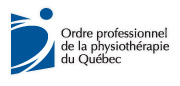 Ordre professionnel
de la physiothérapie
du Québec